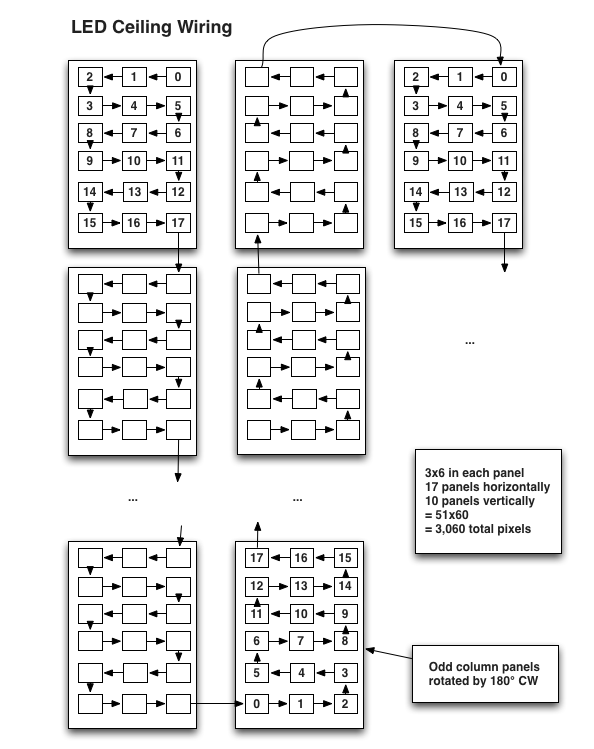 LED Ceiling Wiring
2 1 0
3 4 5
8 7 6
9 10 11
14 13 12
15 16 17
2 1 0
3 4 5
8 7 6
9 10 11
14 13 12
15 16 17
...
3x6 in each panel
17 panels horizontally
10 panels vertically
= 51x60
= 3,060 total pixels
...
...
17 16 15
12 13 14
11 10 9
6 7 8
5 4 3
0 1 2
Odd column panels
rotated by 180° CW